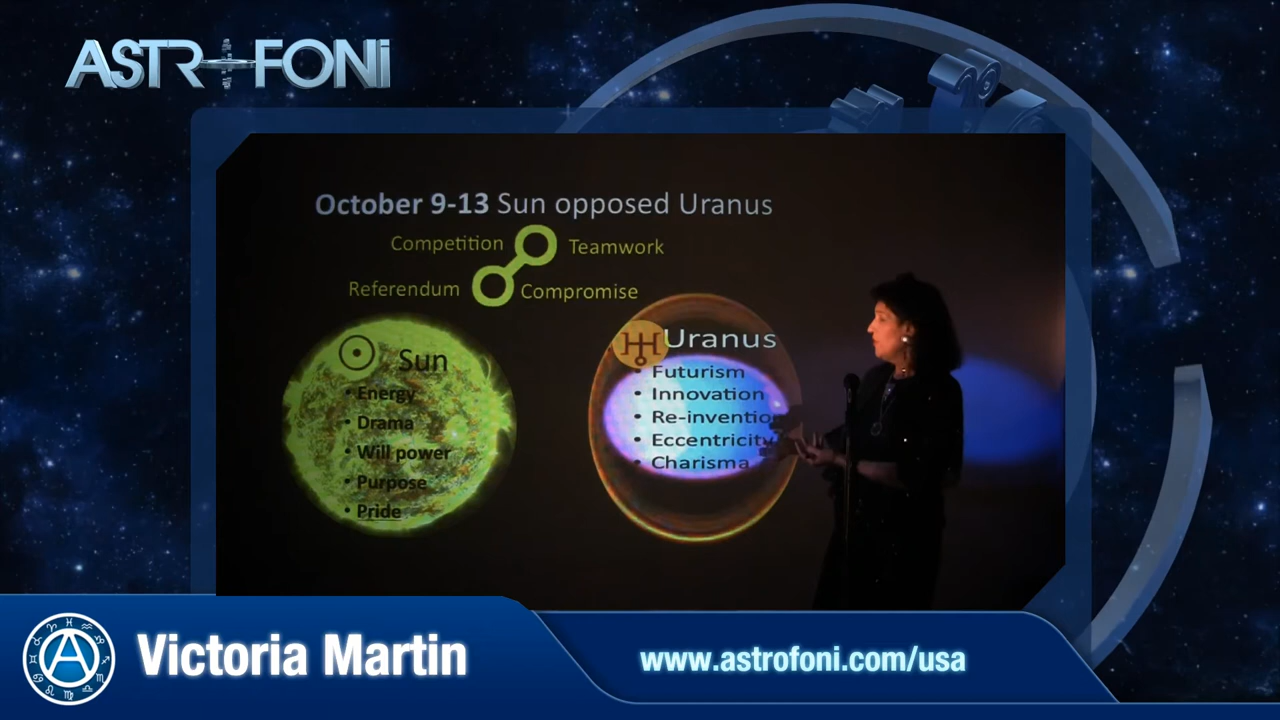 ASTROFONi
October 9-13 Sun opposed Uranus
Competition Teamwork
Referendum Compromise
Sun
• Energy
• Drama
• Will power
• Purpose
• Pride
Uranus
• Futurism
• Innovation
• Re-inventio
• Eccentricity
• Charisma
Victoria Martin
www.astrofoni.com/usa